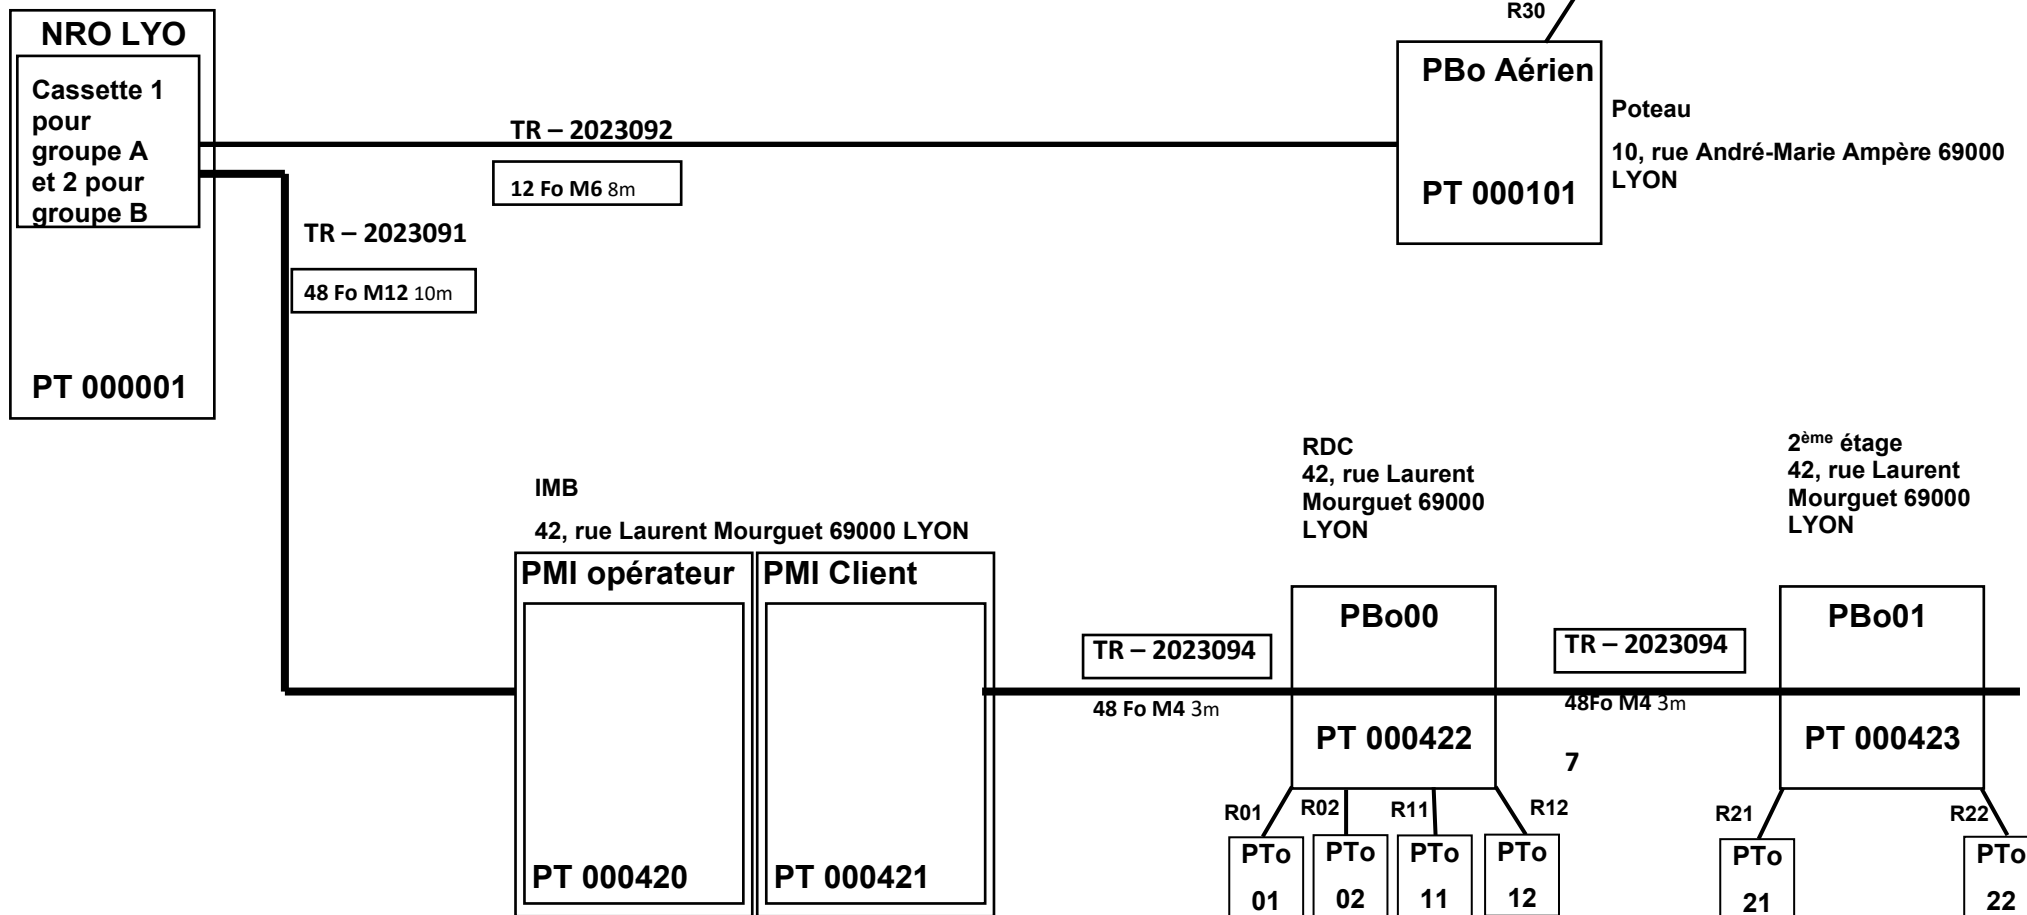 R30
NRO LYO
Cassette 1
pour
groupe A
et 2 pour
groupe B
PT 000001
TR – 2023092
12 Fo M6 8m
TR – 2023091
48 Fo M12 10m
PBo Aérien
PT 000101
Poteau
10, rue André-Marie Ampère 69000
LYON
IMB
42, rue Laurent Mourguet 69000 LYON
PMI opérateur
PT 000420
PMI Client
PT 000421
TR – 2023094
48 Fo M4 3m
RDC
42, rue Laurent
Mourguet 69000
LYON
PBo00
PT 000422
TR – 2023094
48Fo M4 3m
7
2ème étage
42, rue Laurent
Mourguet 69000
LYON
PBo01
PT 000423
R01
R02
R11
R12
R21
R22
PTo
01
PTo
02
PTo
11
PTo
12
PTo
21
PTo
22